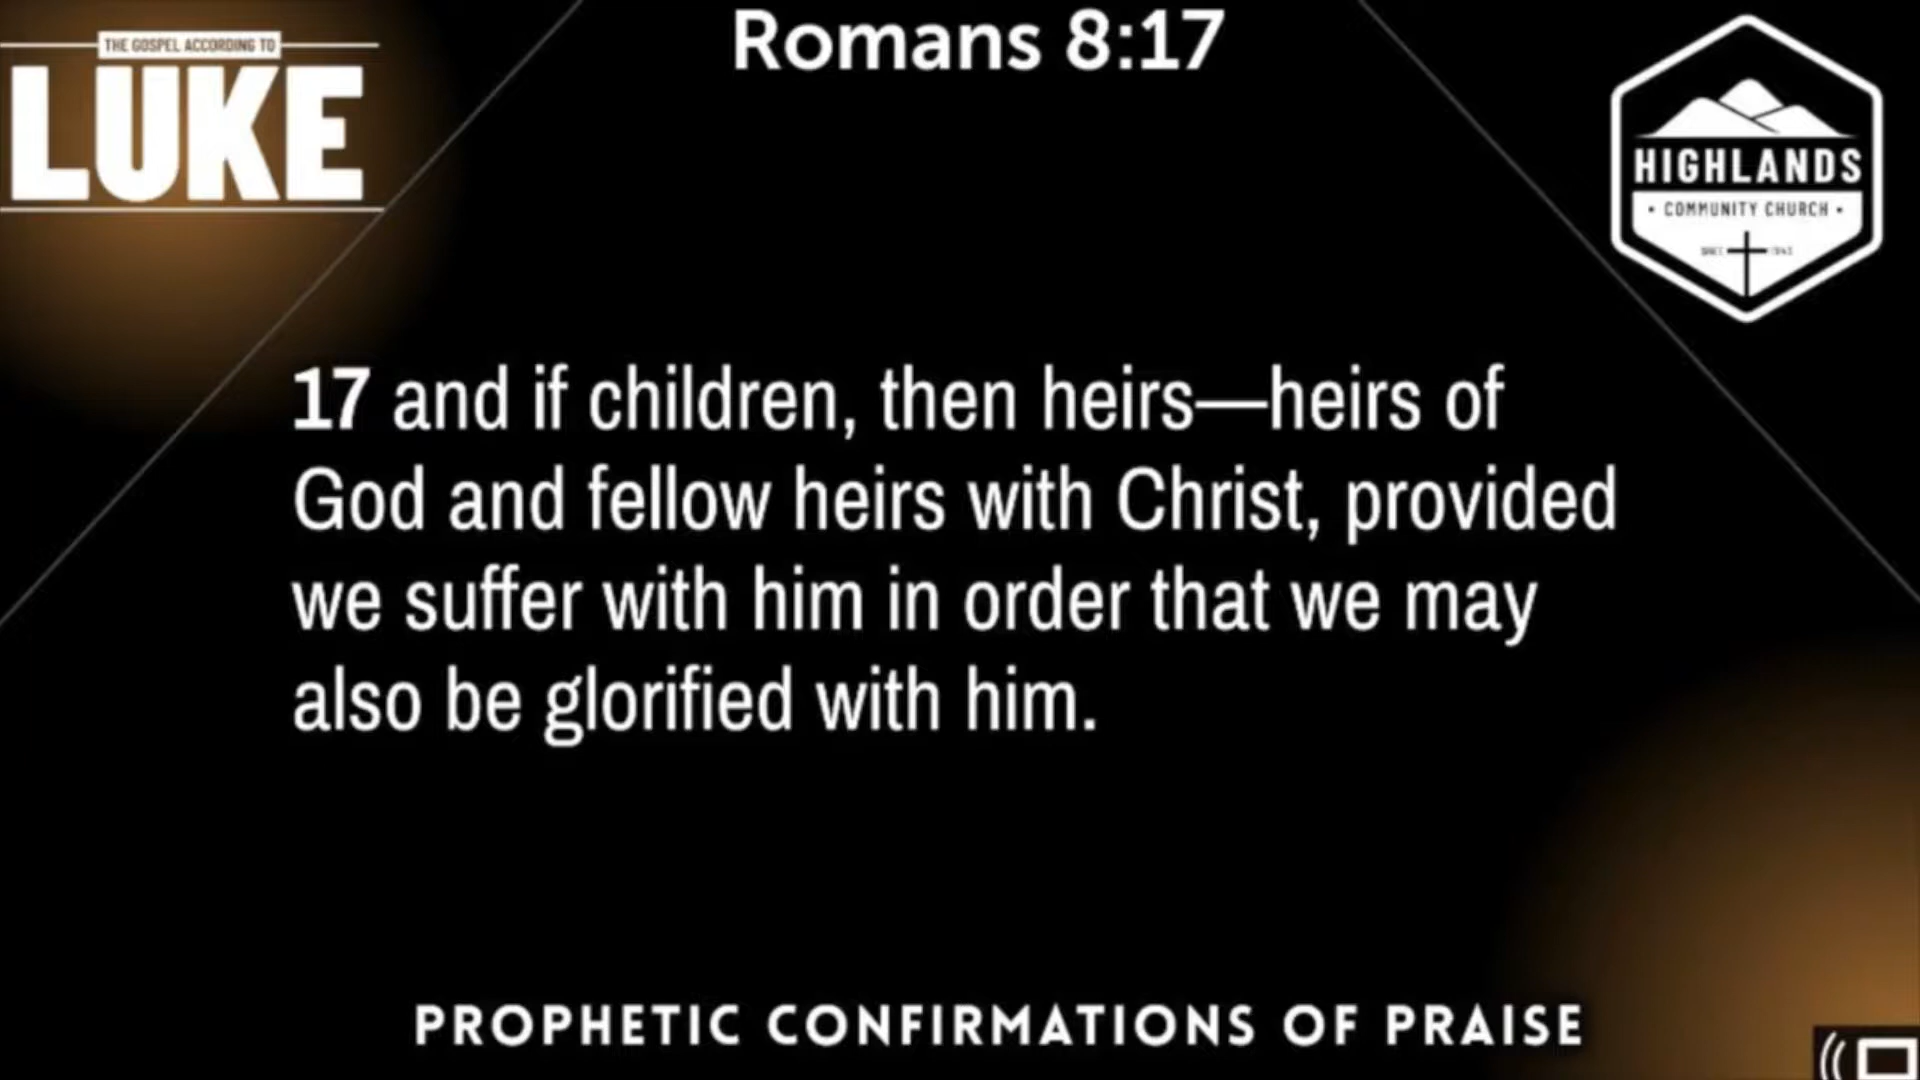 THE GOSPEL ACCORDING TO
LUKE
Romans 8:17
HIGHLANDS
• COMMUNITY CHURCH •
17 and if children, then heirs—heirs of
God and fellow heirs with Christ, provided
we suffer with him in order that we may
also be glorified with him.
PROPHETIC CONFIRMATIONS OF PRAISE